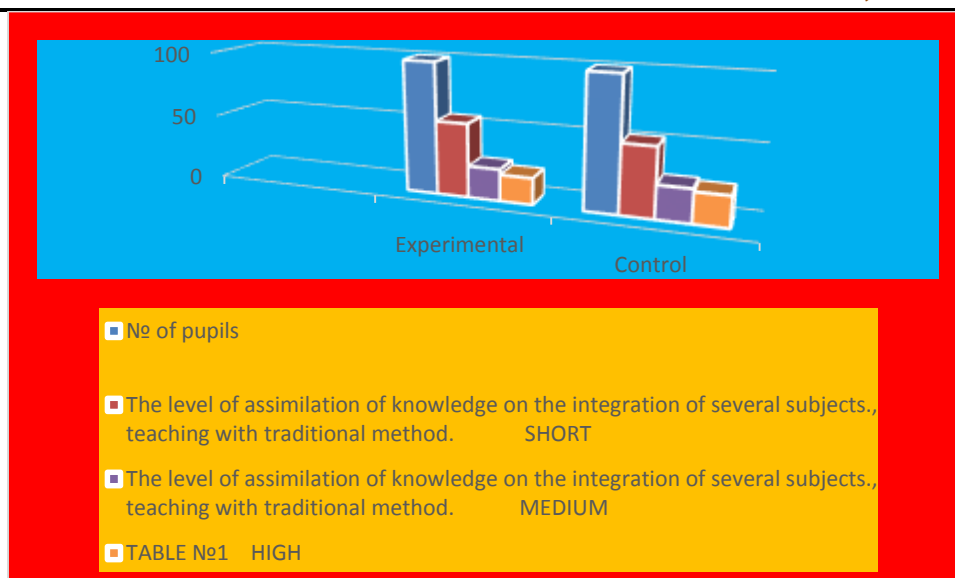 100
50
0
Experimental
Control
№ of pupils
The level of assimilation of knowledge on the integration of several subjects.,
teaching with traditional method. SHORT
The level of assimilation of knowledge on the integration of several subjects.,
teaching with traditional method. MEDIUM
TABLE №1 HIGH